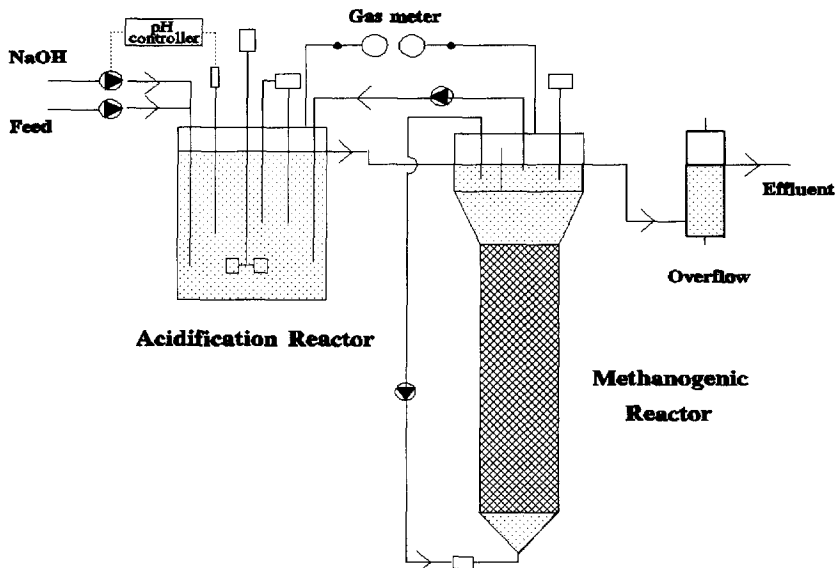 Gas meter
pH
controller
NaOH
Feed
Effluent
Overflow
Acidification Reactor
Methanogenic
Reactor